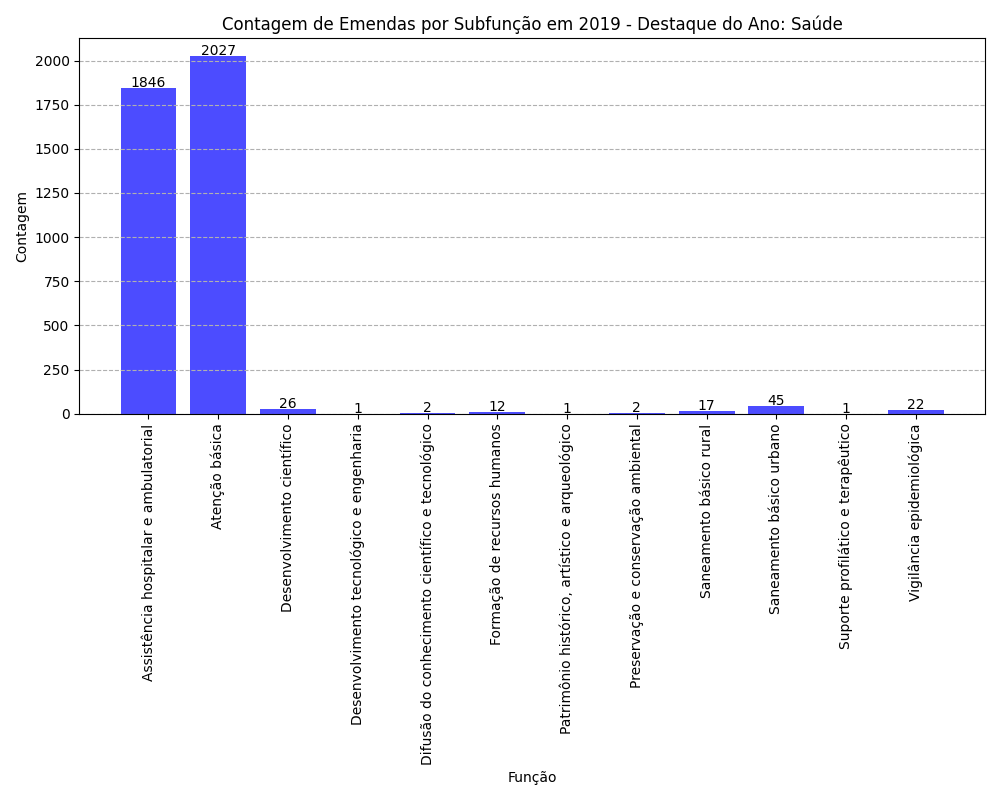 Contagem de Emendas por Subfunção em 2019 - Destaque do Ano: Saúde
Contagem
2000
1750
1500
1250
1000
750
500
250
0
1846
2027
26
1
2
12
1
2
17
45
1
22
Assistência hospitalar e ambulatorial
Atenção básica
Desenvolvimento científico
Desenvolvimento tecnológico e engenharia
Difusão do conhecimento científico e tecnológico
Formação de recursos humanos
Patrimônio histórico, artístico e arqueológico
Preservação e conservação ambiental
Saneamento básico rural
Saneamento básico urbano
Suporte profilático e terapêutico
Vigilância epidemiológica
Função